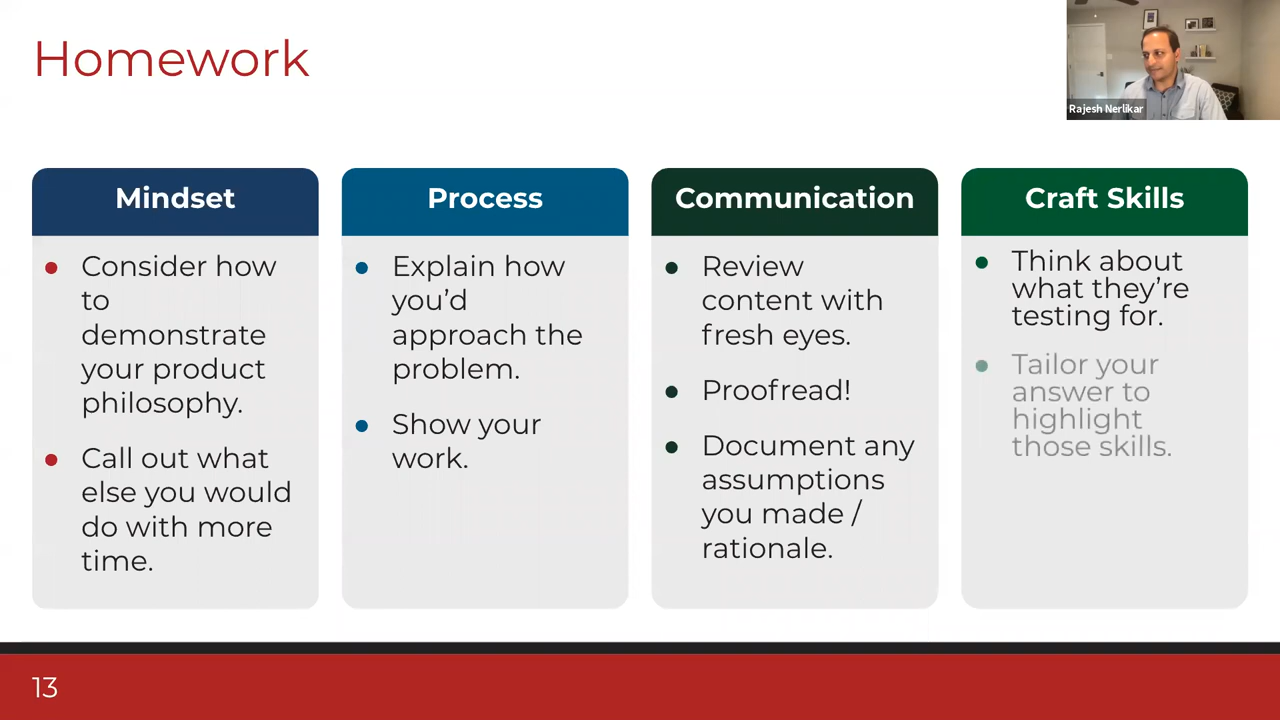 Homework
Rajesh Nerlikar
Mindset
Consider how
to
demonstrate
your product
philosophy.
Call out what
else you would
do with more
time.
Process
Explain how
you’d
approach the
problem.
Show your
work.
Communication
Review
content with
fresh eyes.
Proofread!
Document any
assumptions
you made /
rationale.
Craft Skills
Think about
what they’re
testing for.
Tailor your
answer to
highlight
those skills.
13